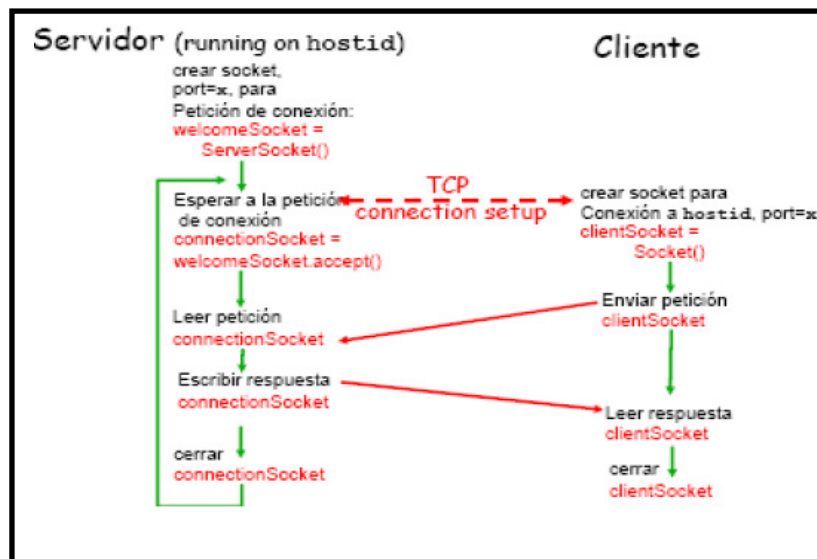 Servidor (running on hostid)
crear socket,
port=x, para
Petición de conexión:
welcomeSocket =
ServerSocket()
Esperar a la petición
de conexión
connectionSocket =
welcomeSocket.accept()
Leer petición
connectionSocket
Escribir respuesta
connectionSocket
cerrar
connectionSocket
TCP
connection setup
Cliente
crear socket para
Conexión a hostid, port=x
clientSocket =
Socket()
Enviar petición
clientSocket
Leer respuesta
clientSocket
cerrar
clientSocket